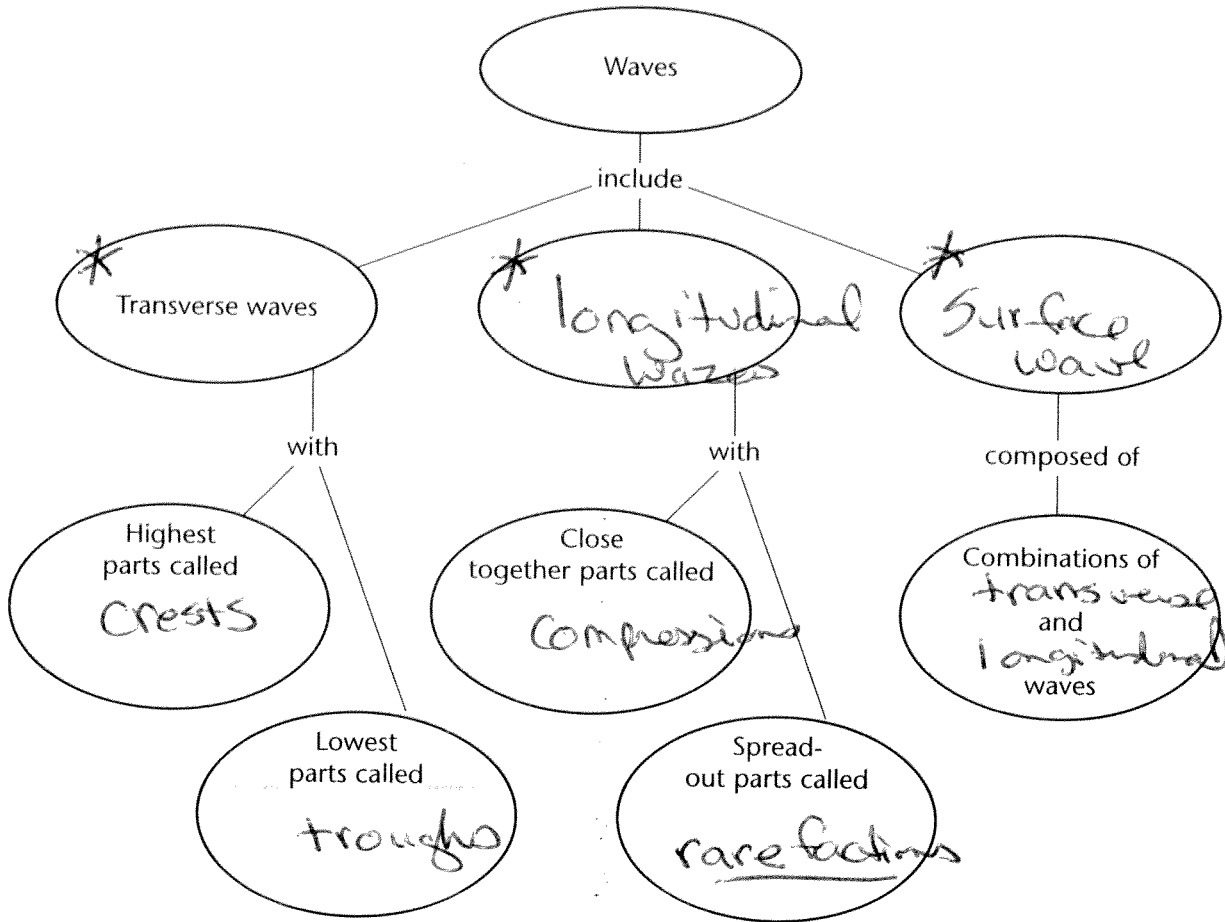 Waves
include
*
Transverse waves
*
longitudinal
waves
*
Surface
wave
with
with
composed of
Highest
parts called
Crests
Close
together parts called
Compressions
Combinations of
transverse
and
longitudinal
waves
Lowest
parts called
troughs
Spread-
out parts called
rarefactions